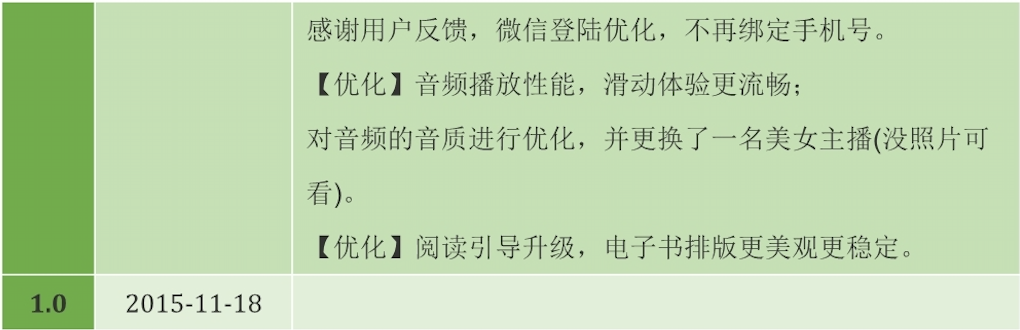 感谢用户反馈，微信登陆优化，不再绑定手机号。
【优化】音频播放性能，滑动体验更流畅；
对音频的音质进行优化，并更换了一名美女主播(没照片可
看)。
【优化】阅读引导升级，电子书排版更美观更稳定。
1.0 2015-11-18